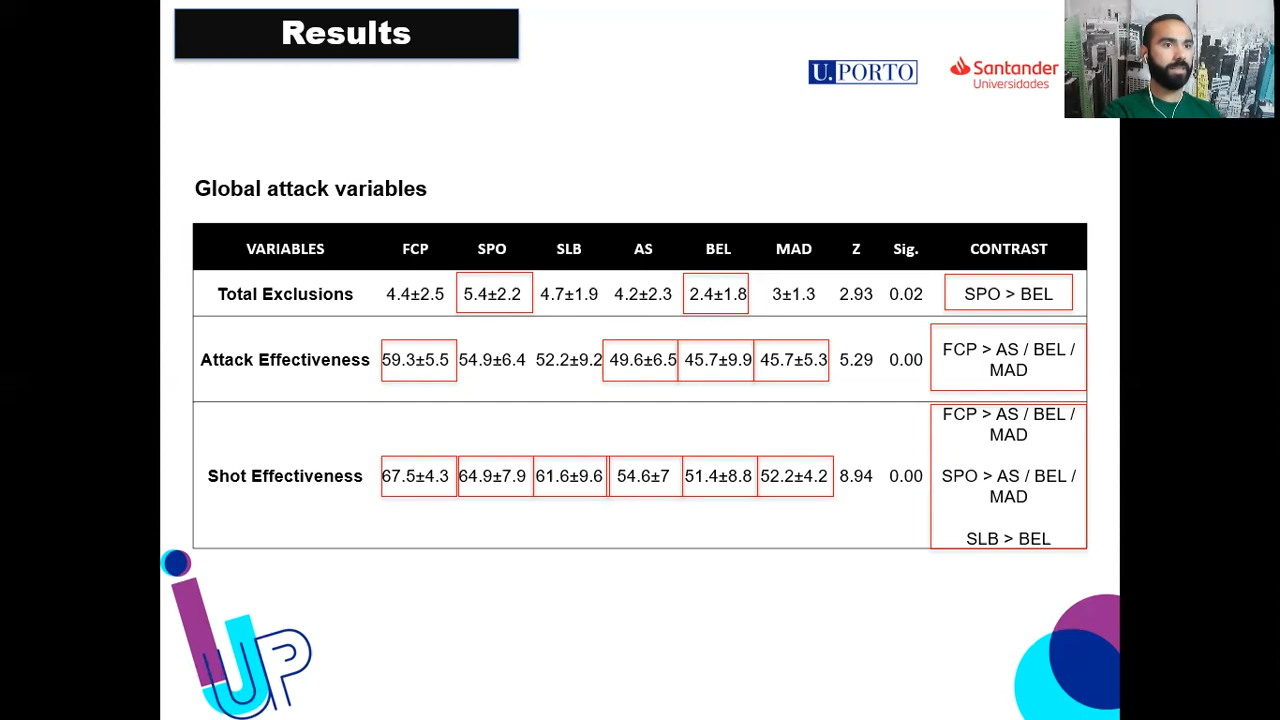 Results
U.PORTO
Santander
Universidades
Global attack variables
VARIABLES FCP SPO SLB AS BEL MAD Z Sig. CONTRAST
Total Exclusions 4.4±2.5 5.4±2.2 4.7±1.9 4.2±2.3 2.4±1.8 3±1.3 2.93 0.02 SPO > BEL
Attack Effectiveness 59.3±5.5 54.9±6.4 52.2±9.2 49.6±6.5 45.7±9.9 45.7±5.3 5.29 0.00 FCP > AS / BEL /
MAD
FCP > AS / BEL /
MAD
Shot Effectiveness 67.5±4.3 64.9±7.9 61.6±9.6 54.6±7 51.4±8.8 52.2±4.2 8.94 0.00 SPO > AS / BEL /
MAD
SLB > BEL
iJUP